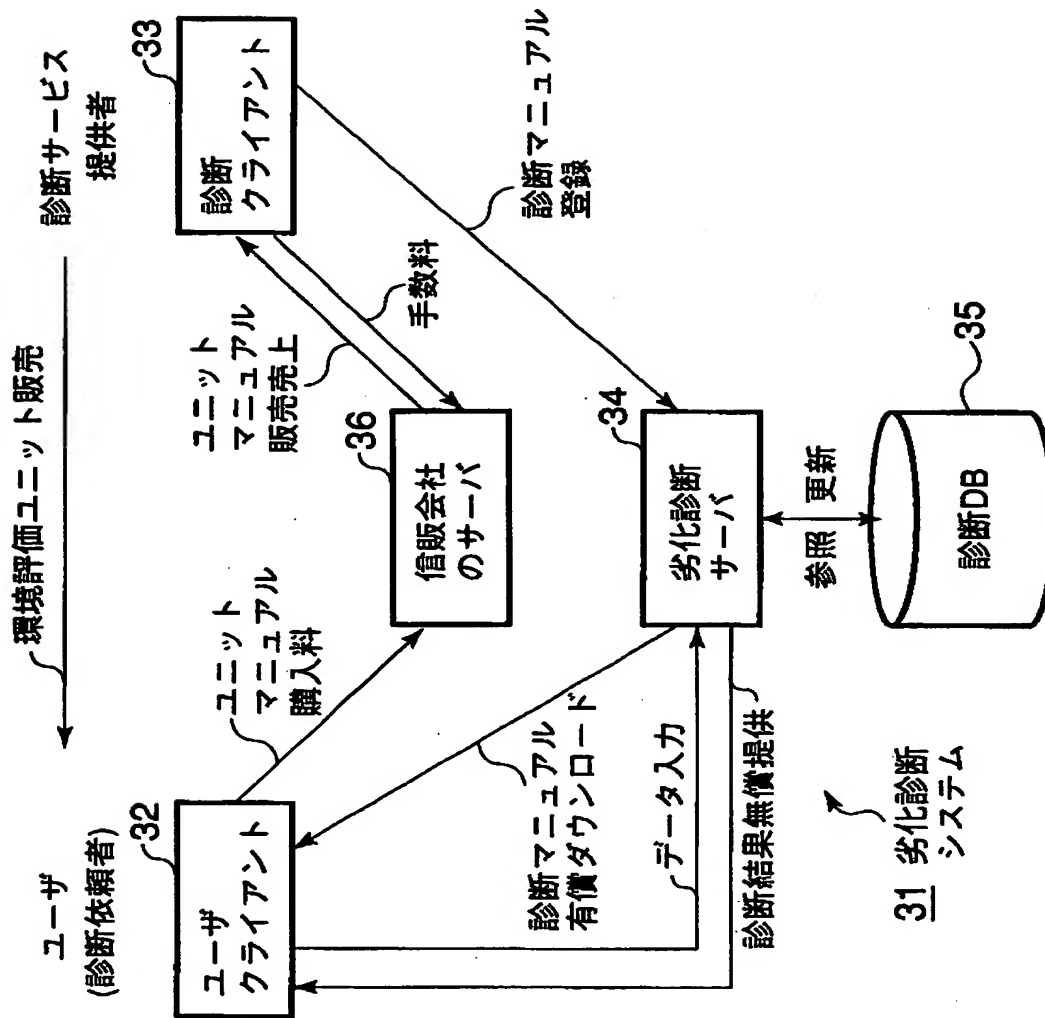 ユーザ
(診断依頼者)
環境評価ユニット販売
診断サービス
提供者
32
ユーザ
クライアント
33
診断
クライアント
ユニット
マニュアル
購入料
ユニット
マニュアル
販売売上
手数料
36
信販会社
のサーバ
診断マニュアル
登録
診断マニュアル
有償ダウンロード
34
劣化診断
サーバ
データ入力
診断結果無償提供
参照 更新
35
診断DB
31 劣化診断
システム